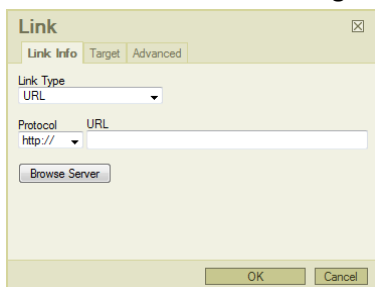 Link
Link Info Target Advanced
Link Type
URL
Protocol URL
http://
Browse Server
OK Cancel